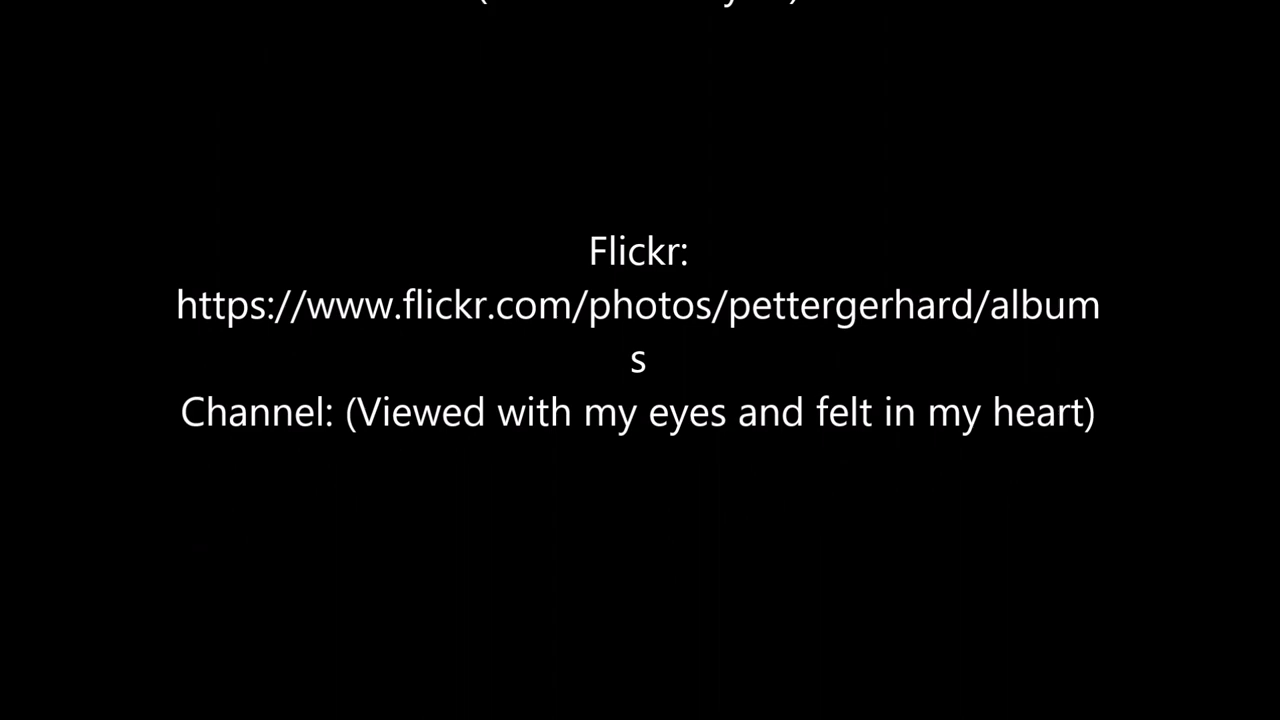 Flickr:
https://www.flickr.com/photos/pettergerhard/album
s
Channel: (Viewed with my eyes and felt in my heart)